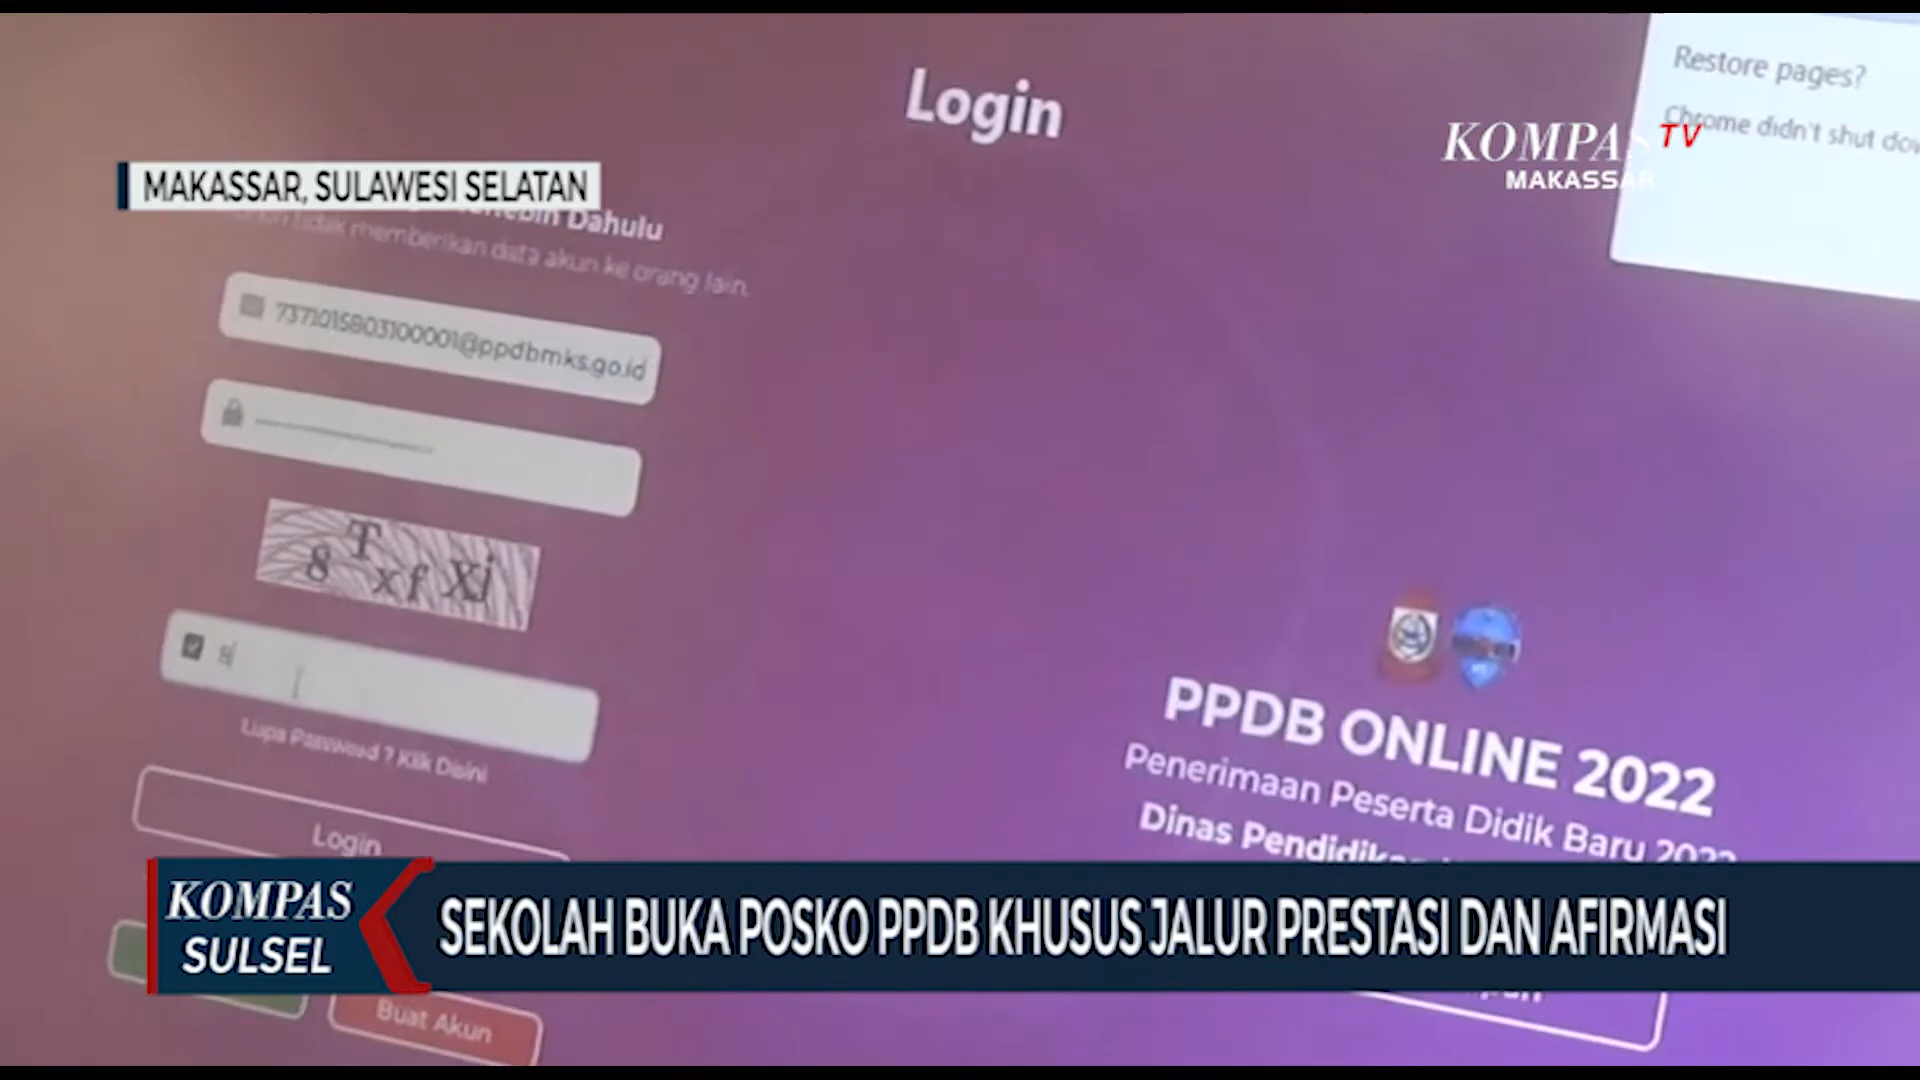 Restore pages?
Chrome didn't shut dow
Login
KOMPAS TV
MAKASSAR
MAKASSAR, SULAWESI SELATAN
Dahulu
tidak memberikan data akun ke orang lain.
7371015803100001@ppdbmks.go.id
8TxfXj
Lupa Password ? Klik Disini
Login
PPDB ONLINE 2022
Penerimaan Peserta Didik Baru 2022
Dinas Pendidikan
KOMPAS
SULSEL
SEKOLAH BUKA POSKO PPDB KHUSUS JALUR PRESTASI DAN AFIRMASI
Buat Akun